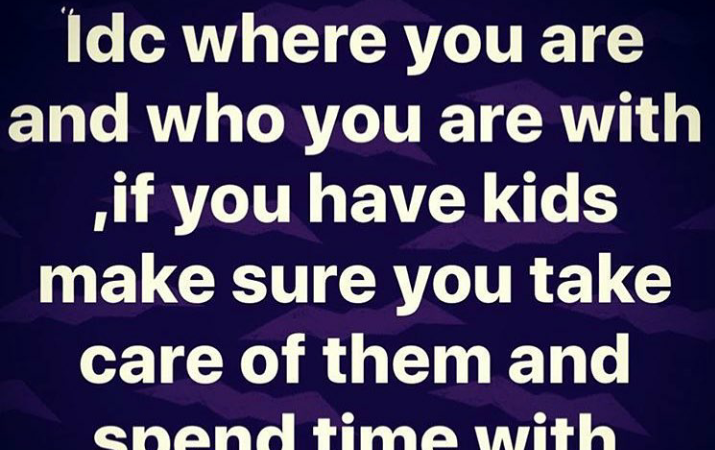 "Idc where you are
and who you are with
,if you have kids
make sure you take
care of them and
spend time with